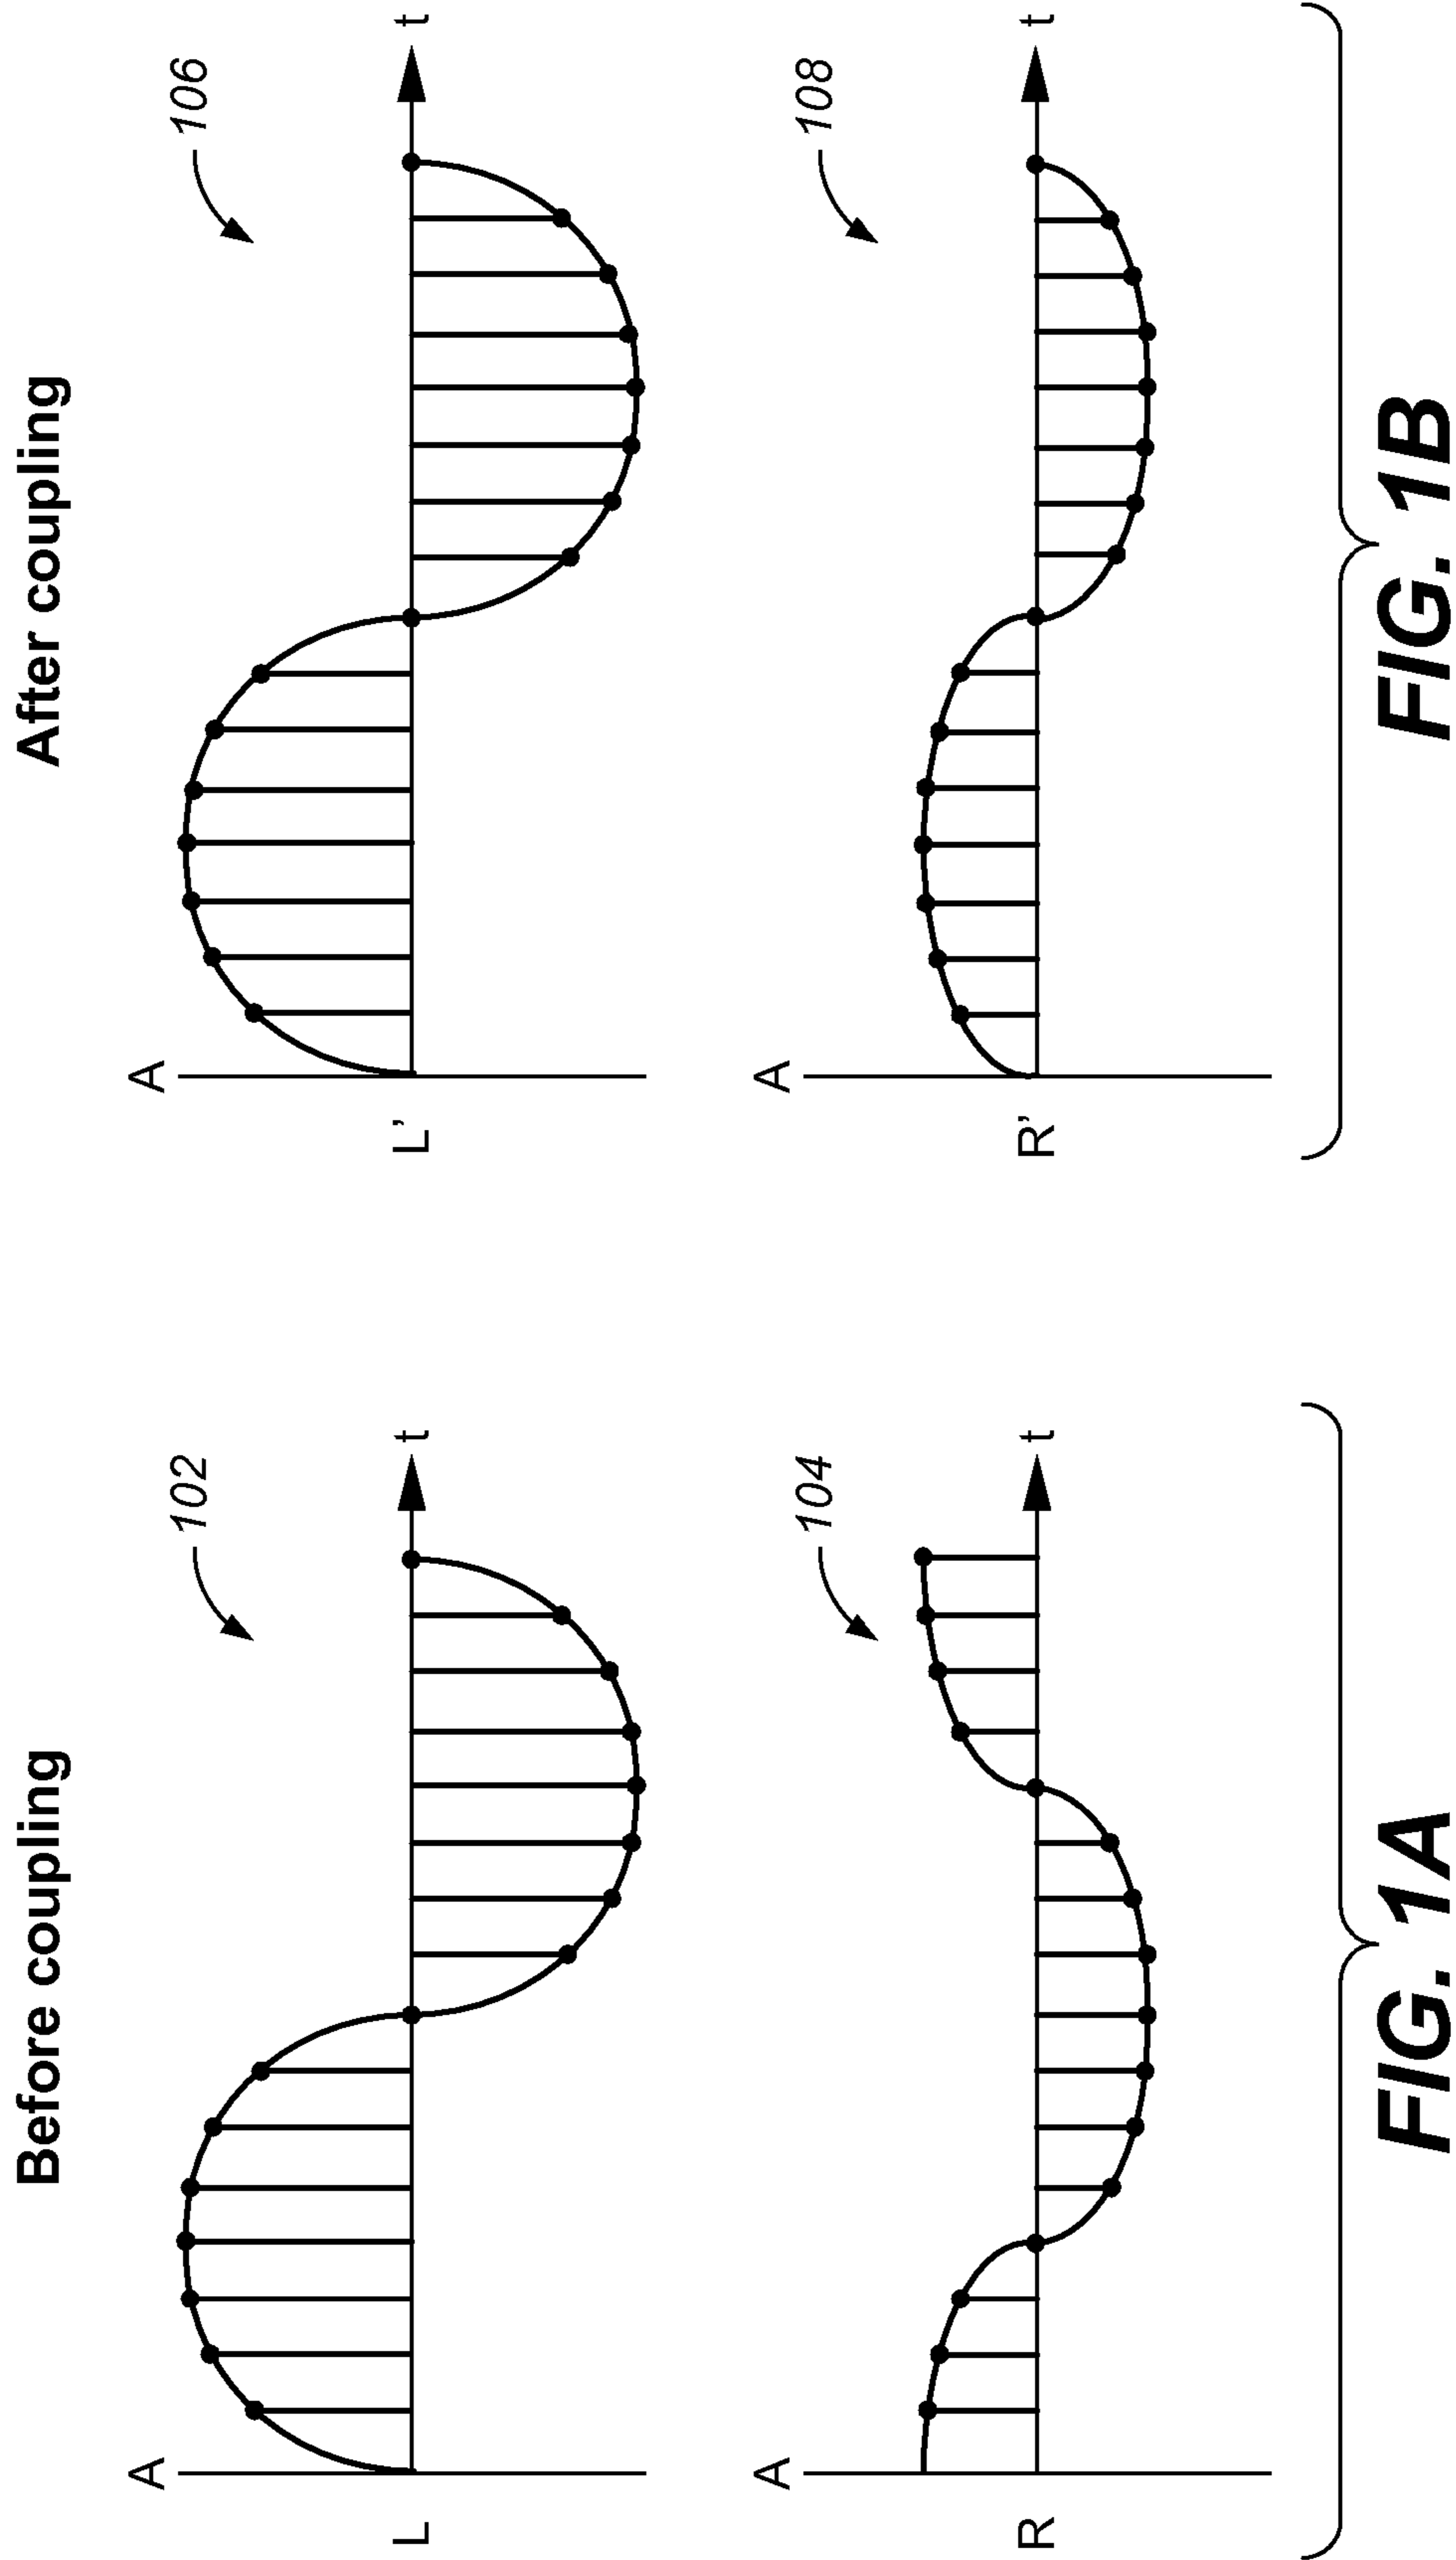 Before coupling
A
102
L
t
A
104
R
t
FIG. 1A
After coupling
A
106
L’
t
A
108
R’
t
FIG. 1B